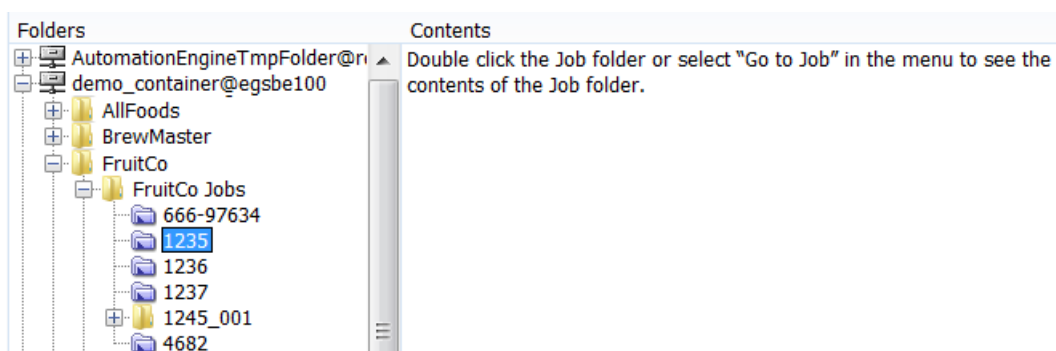 Folders
AutomationEngineTmpFolder@r
demo_container@egsbe100
AllFoods
BrewMaster
FruitCo
FruitCo Jobs
666-97634
1235
1236
1237
1245_001
4682
Contents
Double click the Job folder or select “Go to Job” in the menu to see the
contents of the Job folder.